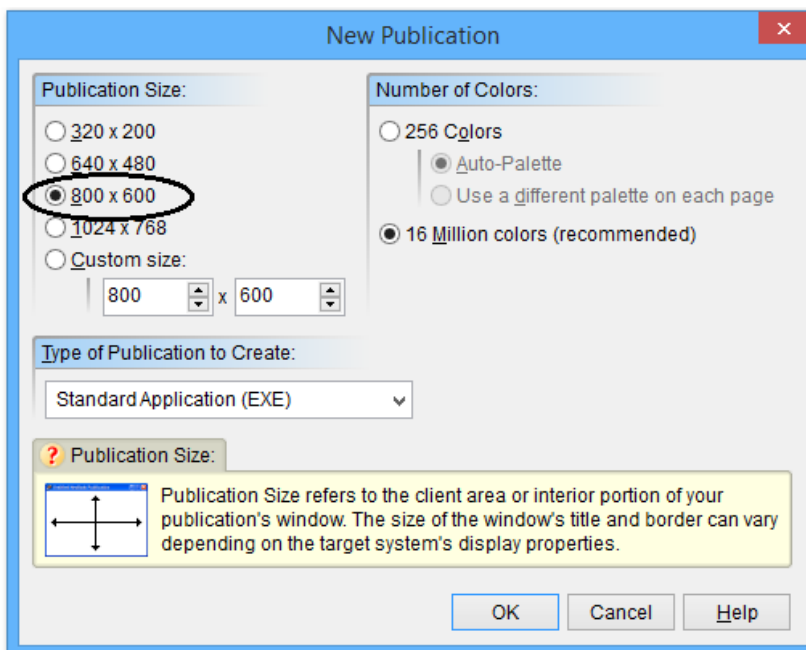 New Publication
Publication Size:
320 x 200
640 x 480
800 x 600
1024 x 768
Custom size:
800 x 600
Number of Colors:
256 Colors
Auto-Palette
Use a different palette on each page
16 Million colors (recommended)
Type of Publication to Create:
Standard Application (EXE)
? Publication Size:
Publication Size refers to the client area or interior portion of your
publication's window. The size of the window's title and border can vary
depending on the target system's display properties.
OK Cancel Help